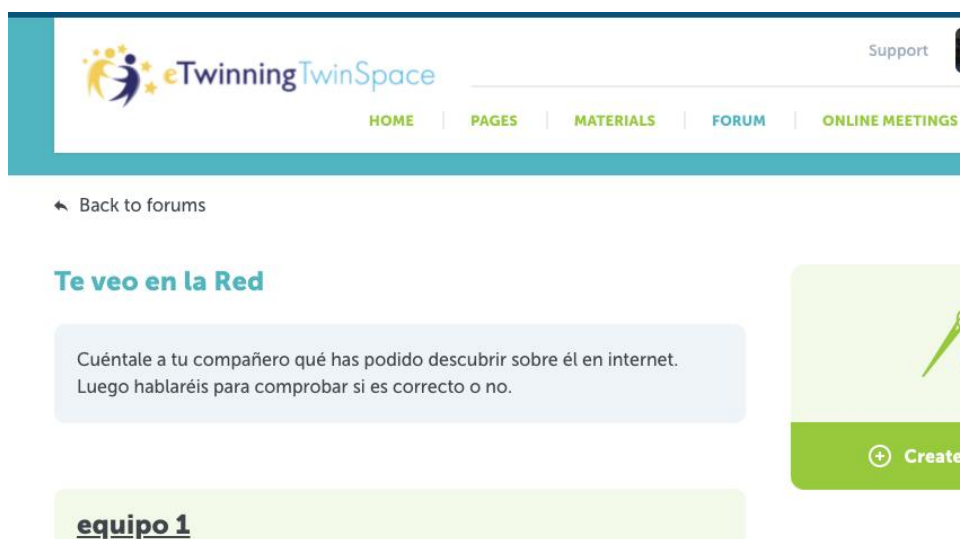 Support
eTwinning TwinSpace
HOME PAGES MATERIALS FORUM ONLINE MEETINGS
Back to forums
Te veo en la Red
Cuéntale a tu compañero qué has podido descubrir sobre él en internet.
Luego hablaréis para comprobar si es correcto o no.
Create
equipo 1